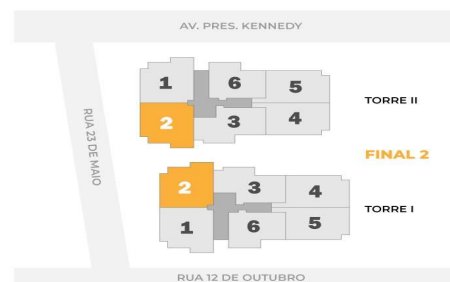 AV. PRES. KENNEDY
RUA 23 DE MAIO
1 6 5
TORRE II
2 3 4
FINAL 2
2 3 4
TORRE I
1 6 5
RUA 12 DE OUTUBRO